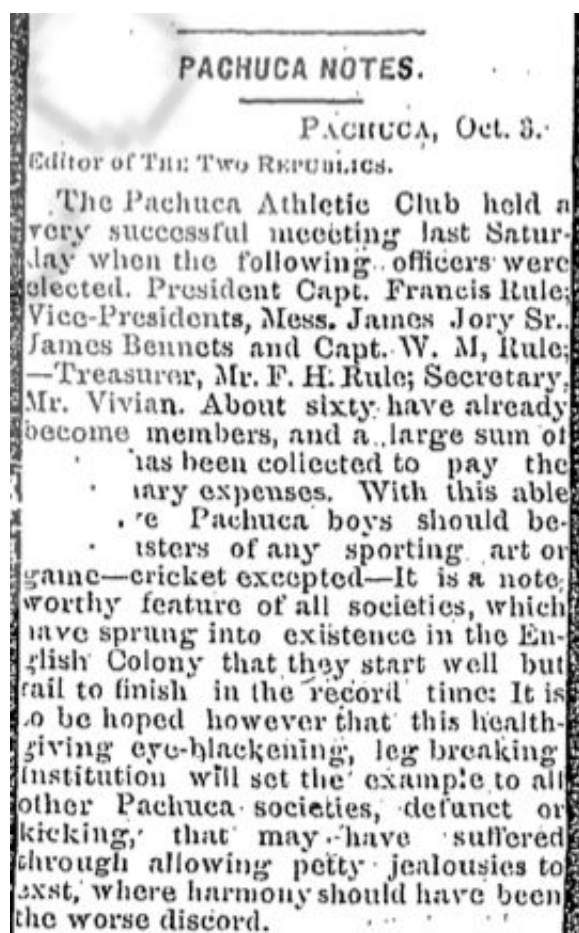 PACHUCA NOTES.
PACHUCA, Oct. 3.
Editor of THE TWO REPUBLICS.
The Pachuca Athletic Club held a
very successful meecting last Satur-
day when the following officers were
elected. President Capt. Francis Rule;
Vice-Presidents, Mess. James Jory Sr.,
James Bennets and Capt. W. M, Rule;
—Treasurer, Mr. F. H. Rule; Secretary,
Mr. Vivian. About sixty have already
become members, and a large sum of
has been collected to pay the
expenses. With this able
Pachuca boys should be-
of any sporting art or
game—cricket excepted—It is a note-
worthy feature of all societies, which
have sprung into existence in the En-
glish Colony that they start well but
fail to finish in the record time: It is
to be hoped however that this health-
giving eye-blackening, leg breaking
institution will set the example to all
other Pachuca societies, defunct or
kicking, that may have suffered
through allowing petty jealousies to
exst, where harmony should have been
the worse discord.